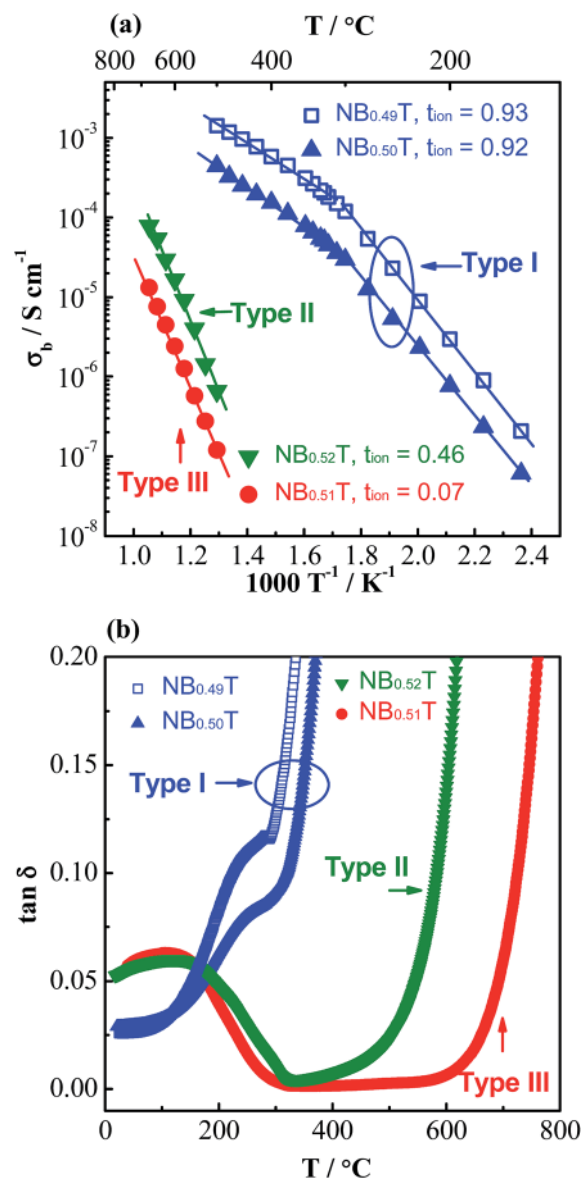 (a)
T / °C
800 600 400 200
NB0.49T, tion = 0.93
NB0.50T, tion = 0.92
10-3
10-4
10-5
10-6
10-7
10-8
σb / S cm-1
Type I
Type II
Type III
NB0.52T, tion = 0.46
NB0.51T, tion = 0.07
1.0 1.2 1.4 1.6 1.8 2.0 2.2 2.4
1000 T-1 / K-1
(b)
0.20
0.15
0.10
0.05
0.00
tan δ
NB0.49T NB0.52T
NB0.50T NB0.51T
Type I
Type II
Type III
0 200 400 600 800
T / °C